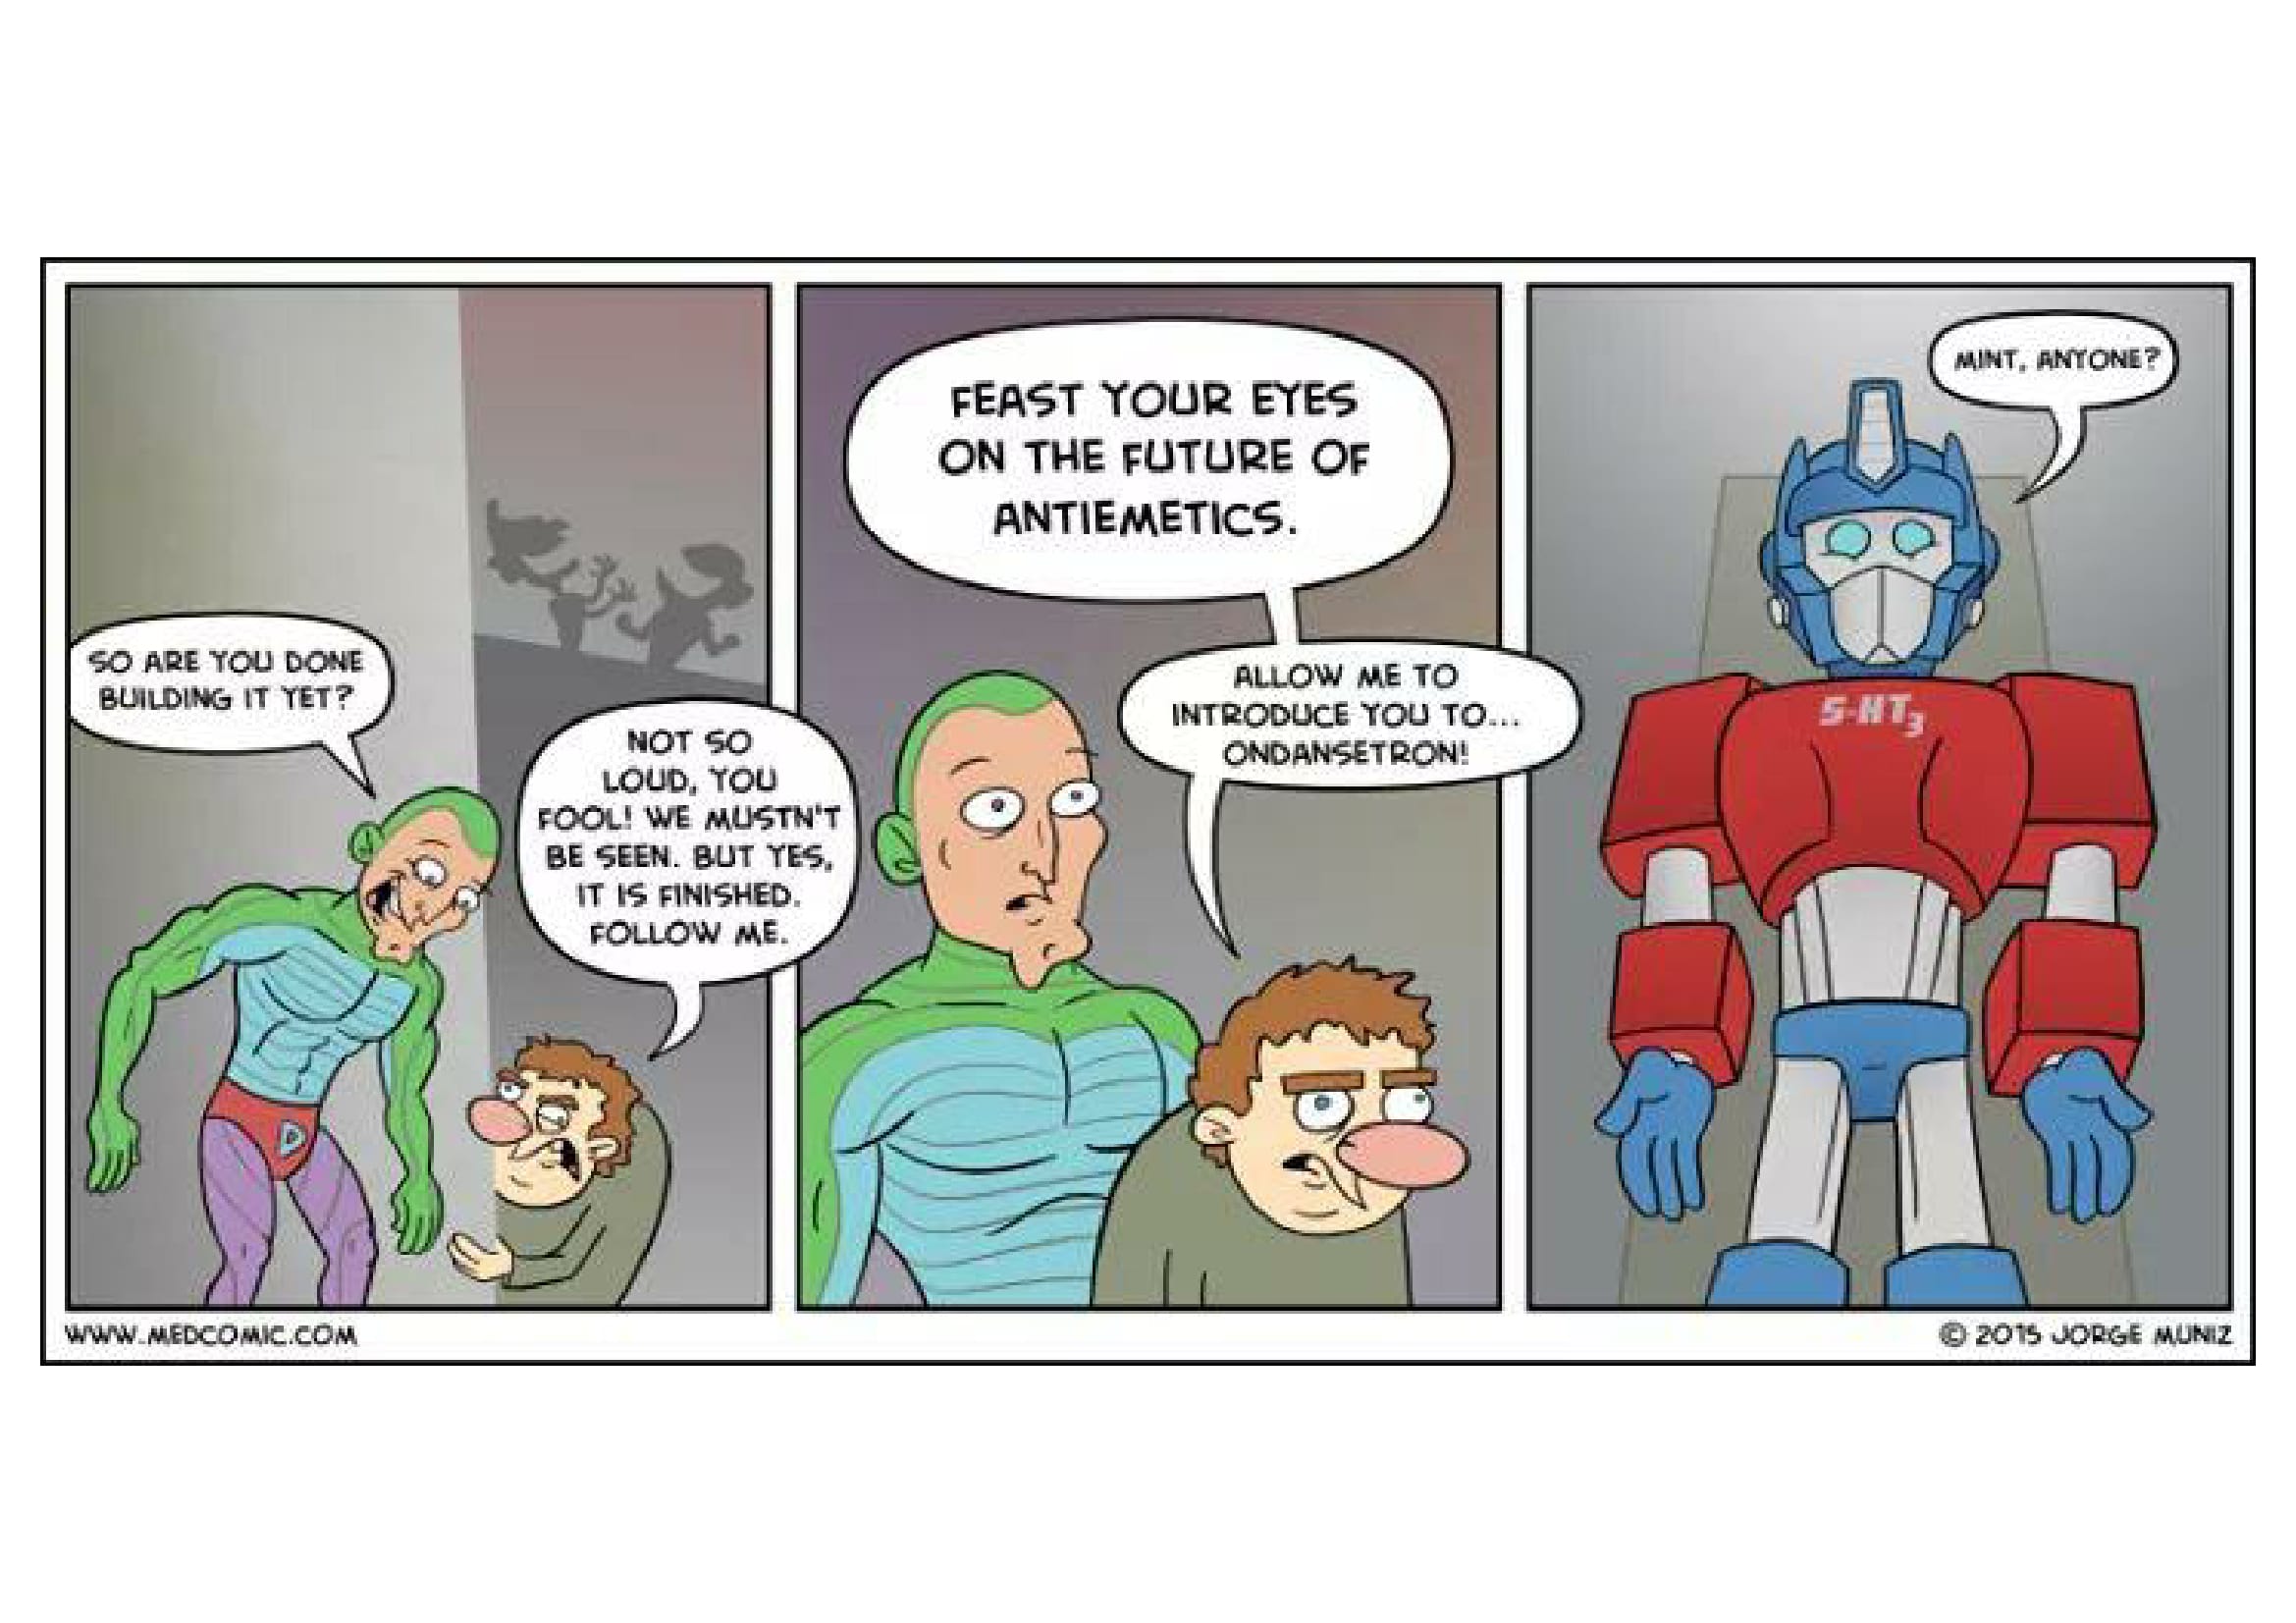 SO ARE YOU DONE
BUILDING IT YET?
NOT SO
LOUD, YOU
FOOL! WE MUSTN'T
BE SEEN. BUT YES,
IT IS FINISHED.
FOLLOW ME.
FEAST YOUR EYES
ON THE FUTURE OF
ANTIEMETICS.
ALLOW ME TO
INTRODUCE YOU TO...
ONDANSETRON!
MINT, ANYONE?
5-HT₃
P
WWW.MEDCOMIC.COM
© 2015 JORGE MUNIZ